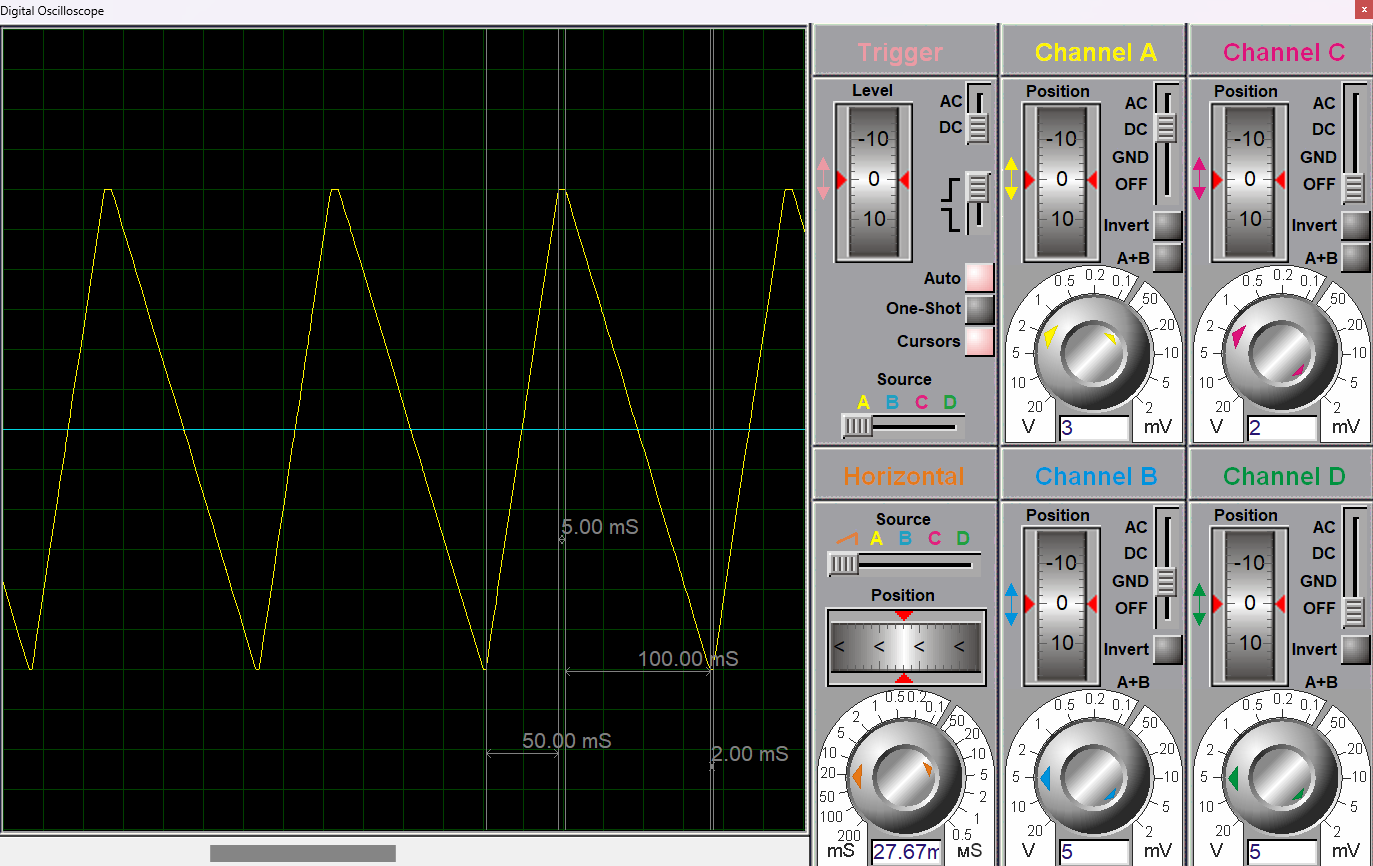 Digital Oscilloscope
x
5.00 mS
100.00 mS
50.00 mS
2.00 mS
Trigger
Level
-10
0
10
AC
DC
Auto
One-Shot
Cursors
Source
A B C D
Channel A
Position
-10
0
10
AC
DC
GND
OFF
Invert
A+B
0.5 0.2 0.1
1 50
2 20
5 10
10 5
20 2
V 3 mV
Channel C
Position
-10
0
10
AC
DC
GND
OFF
Invert
A+B
0.5 0.2 0.1
1 50
2 20
5 10
10 5
20 2
V 2 mV
Horizontal
Source
A B C D
Position
< < < <
1 0.5 0.2 0.1
2 50
5 20
10 10
20 5
50 2
100 1
200 0.5
mS 27.67m мS
Channel B
Position
-10
0
10
AC
DC
GND
OFF
Invert
A+B
0.5 0.2 0.1
1 50
2 20
5 10
10 5
20 2
V 5 mV
Channel D
Position
-10
0
10
AC
DC
GND
OFF
Invert
A+B
0.5 0.2 0.1
1 50
2 20
5 10
10 5
20 2
V 5 mV